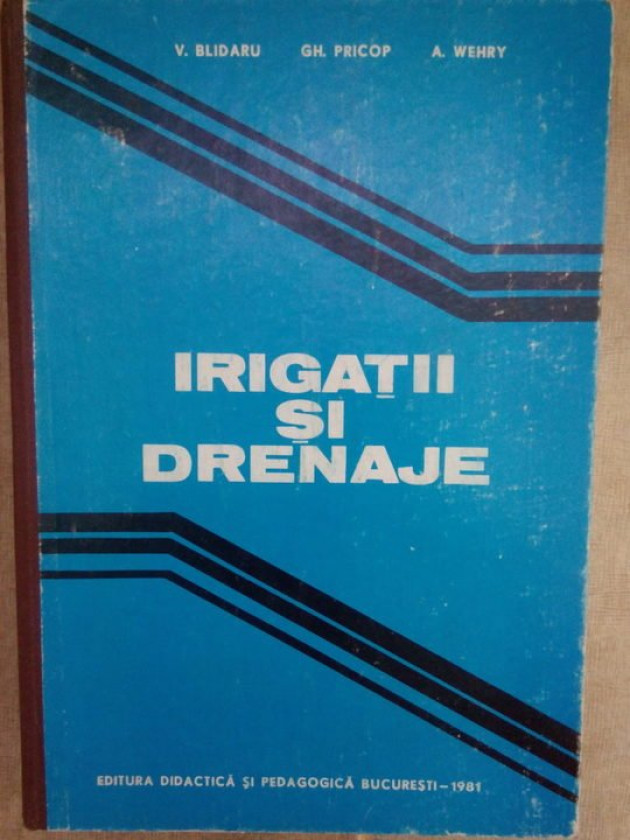 V. BLIDARU GH. PRICOP A. WEHRY
IRIGAȚII
ȘI
DRENAJE
EDITURA DIDACTICĂ ȘI PEDAGOGICĂ BUCUREȘTI-1981